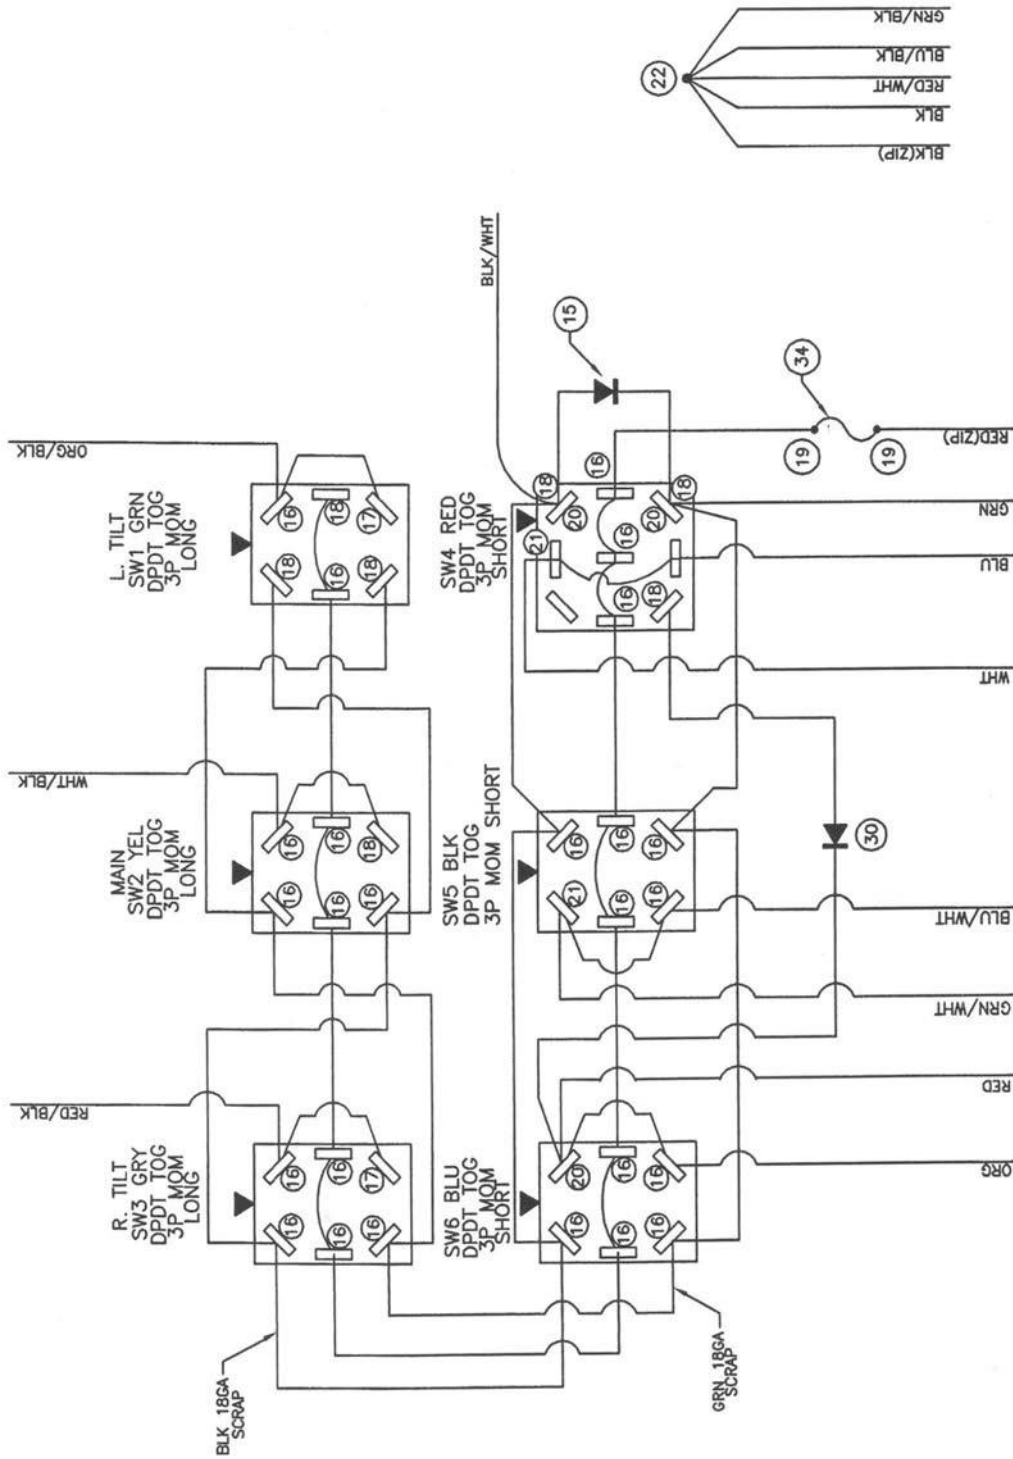 GRN/BLK
BLU/BLK
RED/WHT
BLK
BLK(ZIP)
22
BLK/WHT
15
34
19
19
RED(ZIP)
ORG/BLK
L. TILT
SW1 GRN
DPDT TOG
3P MOM
LONG
16
18
17
18
16
18
SW4 RED
DPDT TOG
3P MOM
SHORT
18
16
18
20
20
21
16
16
18
GRN
BLU
WHT
WHT/BLK
MAIN
SW2 YEL
DPDT TOG
3P MOM
LONG
16
16
18
16
16
16
SW5 BLK
DPDT TOG
3P MOM SHORT
16
16
16
21
16
16
30
BLU/WHT
GRN/WHT
RED
ORG
RED/BLK
R. TILT
SW3 GRY
DPDT TOG
3P MOM
LONG
16
16
17
16
16
16
SW6 BLU
DPDT TOG
3P MOM
SHORT
20
16
16
16
16
16
BLK 18GA
SCRAP
GRN 18GA
SCRAP